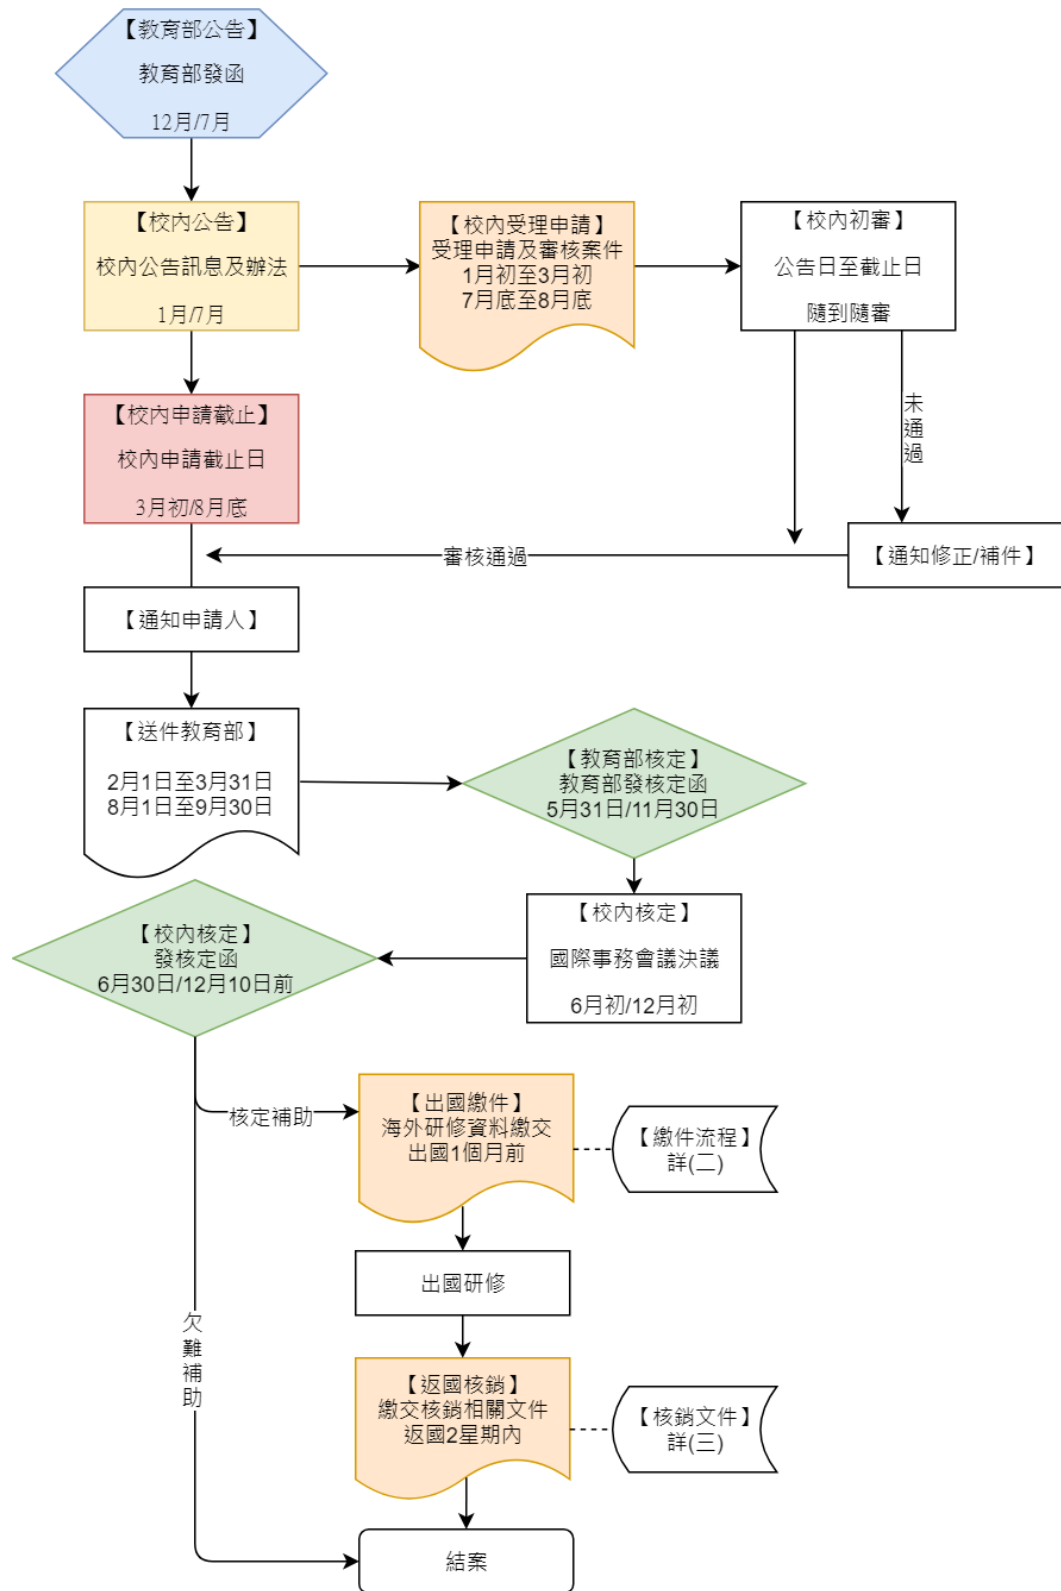 【教育部公告】
教育部發函
12月/7月
【校內公告】
校內公告訊息及辦法
1月/7月
【校內受理申請】
受理申請及審核案件
1月初至3月初
7月底至8月底
【校內初審】
公告日至截止日
隨到隨審
未通過
【校內申請截止】
校內申請截止日
3月初/8月底
審核通過
【通知修正/補件】
【通知申請人】
【送件教育部】
2月1日至3月31日
8月1日至9月30日
【教育部核定】
教育部發核定函
5月31日/11月30日
【校內核定】
國際事務會議決議
6月初/12月初
【校內核定】
發核定函
6月30日/12月10日前
核定補助
【出國繳件】
海外研修資料繳交
出國1個月前
【繳件流程】
詳(二)
出國研修
欠難補助
【返國核銷】
繳交核銷相關文件
返國2星期內
【核銷文件】
詳(三)
結案